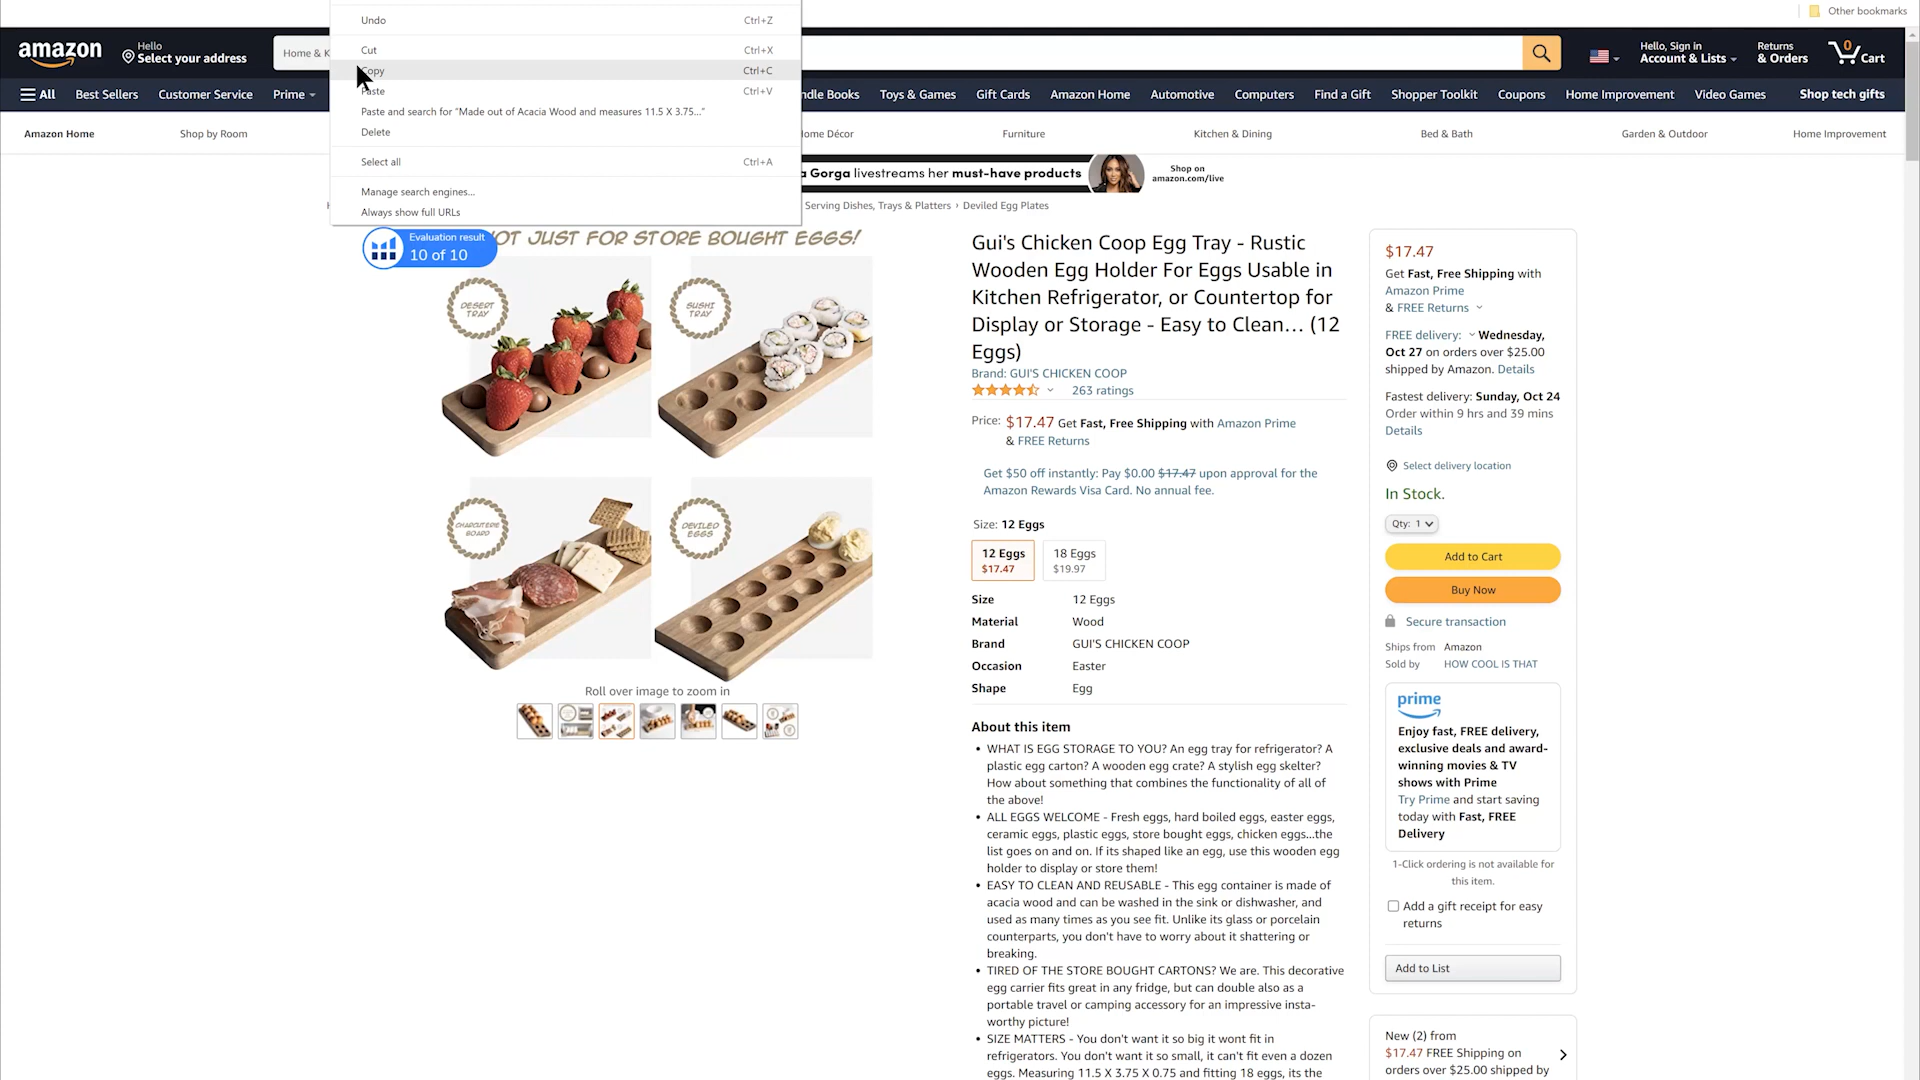 Other bookmarks
Undo Ctrl+Z
Cut Ctrl+X
Copy Ctrl+C
Paste Ctrl+V
Paste and search for “Made out of Acacia Wood and measures 11.5 X 3.75...”
Delete
Select all Ctrl+A
Manage search engines...
Always show full URLs
amazon
Hello
Select your address
Home & K
Hello, Sign in
Account & Lists
Returns
& Orders
0
Cart
All Best Sellers Customer Service Prime ndle Books Toys & Games Gift Cards Amazon Home Automotive Computers Find a Gift Shopper Toolkit Coupons Home Improvement Video Games Shop tech gifts
Amazon Home Shop by Room ome Décor Furniture Kitchen & Dining Bed & Bath Garden & Outdoor Home Improvement
a Gorga livestreams her must-have products
Shop on
amazon.com/live
Serving Dishes, Trays & Platters › Deviled Egg Plates
Evaluation result
10 of 10
OT JUST FOR STORE BOUGHT EGGS!
DESERT
TRAY
SUSHI
TRAY
CHARCUTERIE
BOARD
DEVILED
EGGS
Roll over image to zoom in
Gui's Chicken Coop Egg Tray - Rustic
Wooden Egg Holder For Eggs Usable in
Kitchen Refrigerator, or Countertop for
Display or Storage - Easy to Clean… (12
Eggs)
Brand: GUI'S CHICKEN COOP
263 ratings
Price: $17.47 Get Fast, Free Shipping with Amazon Prime
& FREE Returns
Get $50 off instantly: Pay $0.00 $17.47 upon approval for the
Amazon Rewards Visa Card. No annual fee.
Size: 12 Eggs
12 Eggs
$17.47
18 Eggs
$19.97
Size 12 Eggs
Material Wood
Brand GUI'S CHICKEN COOP
Occasion Easter
Shape Egg
About this item
• WHAT IS EGG STORAGE TO YOU? An egg tray for refrigerator? A
plastic egg carton? A wooden egg crate? A stylish egg skelter?
How about something that combines the functionality of all of
the above!
• ALL EGGS WELCOME - Fresh eggs, hard boiled eggs, easter eggs,
ceramic eggs, plastic eggs, store bought eggs, chicken eggs...the
list goes on and on. If its shaped like an egg, use this wooden egg
holder to display or store them!
• EASY TO CLEAN AND REUSABLE - This egg container is made of
acacia wood and can be washed in the sink or dishwasher, and
used as many times as you see fit. Unlike its glass or porcelain
counterparts, you don't have to worry about it shattering or
breaking.
• TIRED OF THE STORE BOUGHT CARTONS? We are. This decorative
egg carrier fits great in any fridge, but can double also as a
portable travel or camping accessory for an impressive insta-
worthy picture!
• SIZE MATTERS - You don't want it so big it wont fit in
refrigerators. You don't want it so small, it can't fit even a dozen
eggs. Measuring 11.5 X 3.75 X 0.75 and fitting 18 eggs, its the
$17.47
Get Fast, Free Shipping with
Amazon Prime
& FREE Returns
FREE delivery: Wednesday,
Oct 27 on orders over $25.00
shipped by Amazon. Details
Fastest delivery: Sunday, Oct 24
Order within 9 hrs and 39 mins
Details
Select delivery location
In Stock.
Qty: 1
Add to Cart
Buy Now
Secure transaction
Ships from Amazon
Sold by HOW COOL IS THAT
prime
Enjoy fast, FREE delivery,
exclusive deals and award-
winning movies & TV
shows with Prime
Try Prime and start saving
today with Fast, FREE
Delivery
1-Click ordering is not available for
this item.
Add a gift receipt for easy
returns
Add to List
New (2) from
$17.47 FREE Shipping on
orders over $25.00 shipped by